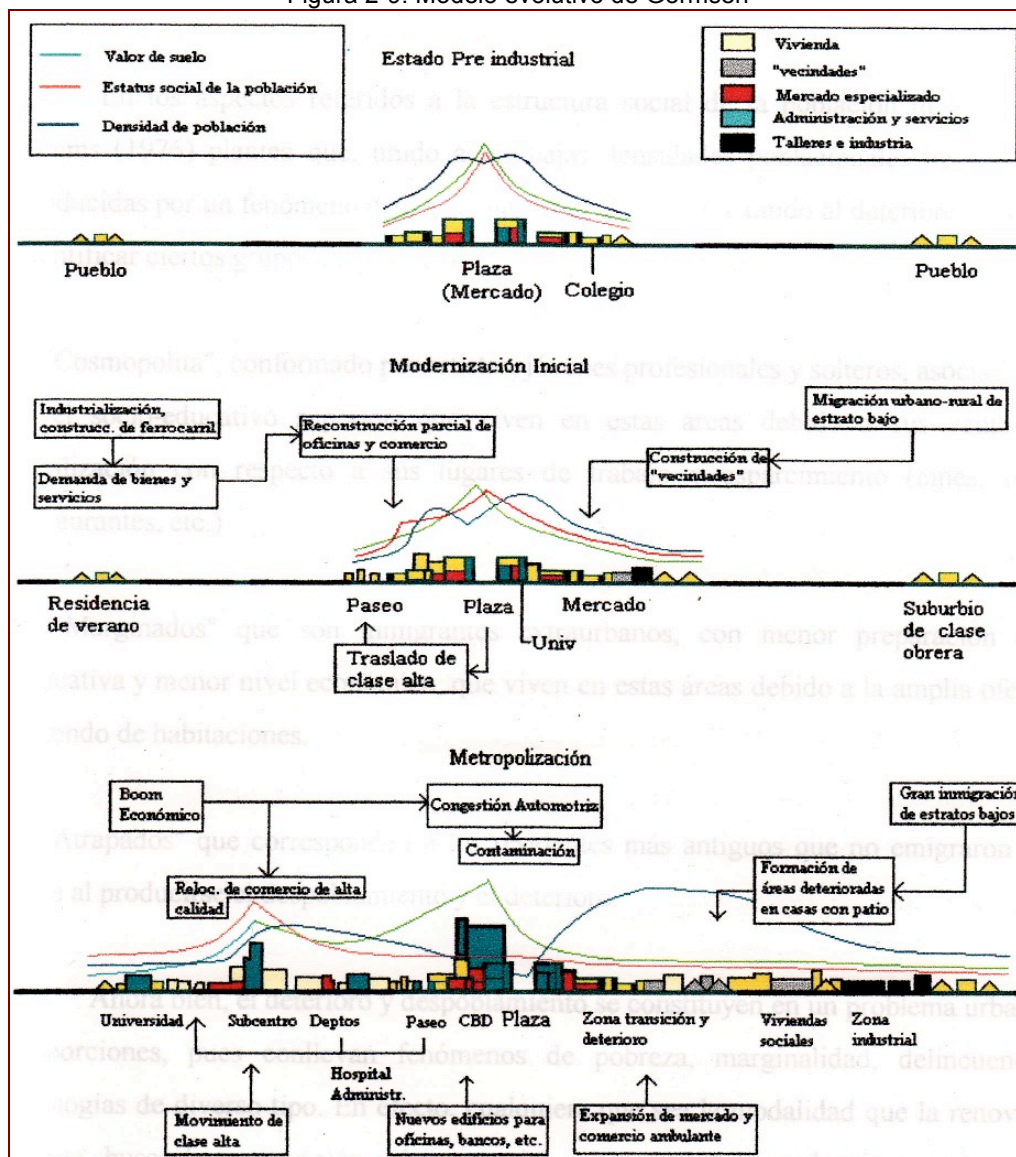 Figura 2-9. Modelo evolutivo de Gormsen
Valor de suelo
Estatus social de la población
Densidad de población
Estado Pre industrial
Vivienda
"vecindades"
Mercado especializado
Administración y servicios
Talleres e industria
Pueblo
Plaza
(Mercado)
Colegio
Pueblo
Modernización Inicial
Industrialización,
construcc. de ferrocarril
Demanda de bienes y
servicios
Reconstrucción parcial de
oficinas y comercio
Migración urbano-rural de
estrato bajo
Construcción de
"vecindades"
Residencia
de verano
Paseo
Plaza
Mercado
Univ
Suburbio
de clase
obrera
Traslado de
clase alta
Metropolización
Boom
Económico
Congestión Automotriz
Contaminación
Gran inmigración
de estratos bajos
Reloc. de comercio de alta
calidad
Formación de
áreas deterioradas
en casas con patio
Universidad
Subcentro
Deptos
Paseo
CBD
Plaza
Zona transición y
deterioro
Viviendas
sociales
Zona
industrial
Hospital
Administr.
Movimiento de
clase alta
Nuevos edificios para
oficinas, bancos, etc.
Expansión de mercado y
comercio ambulante